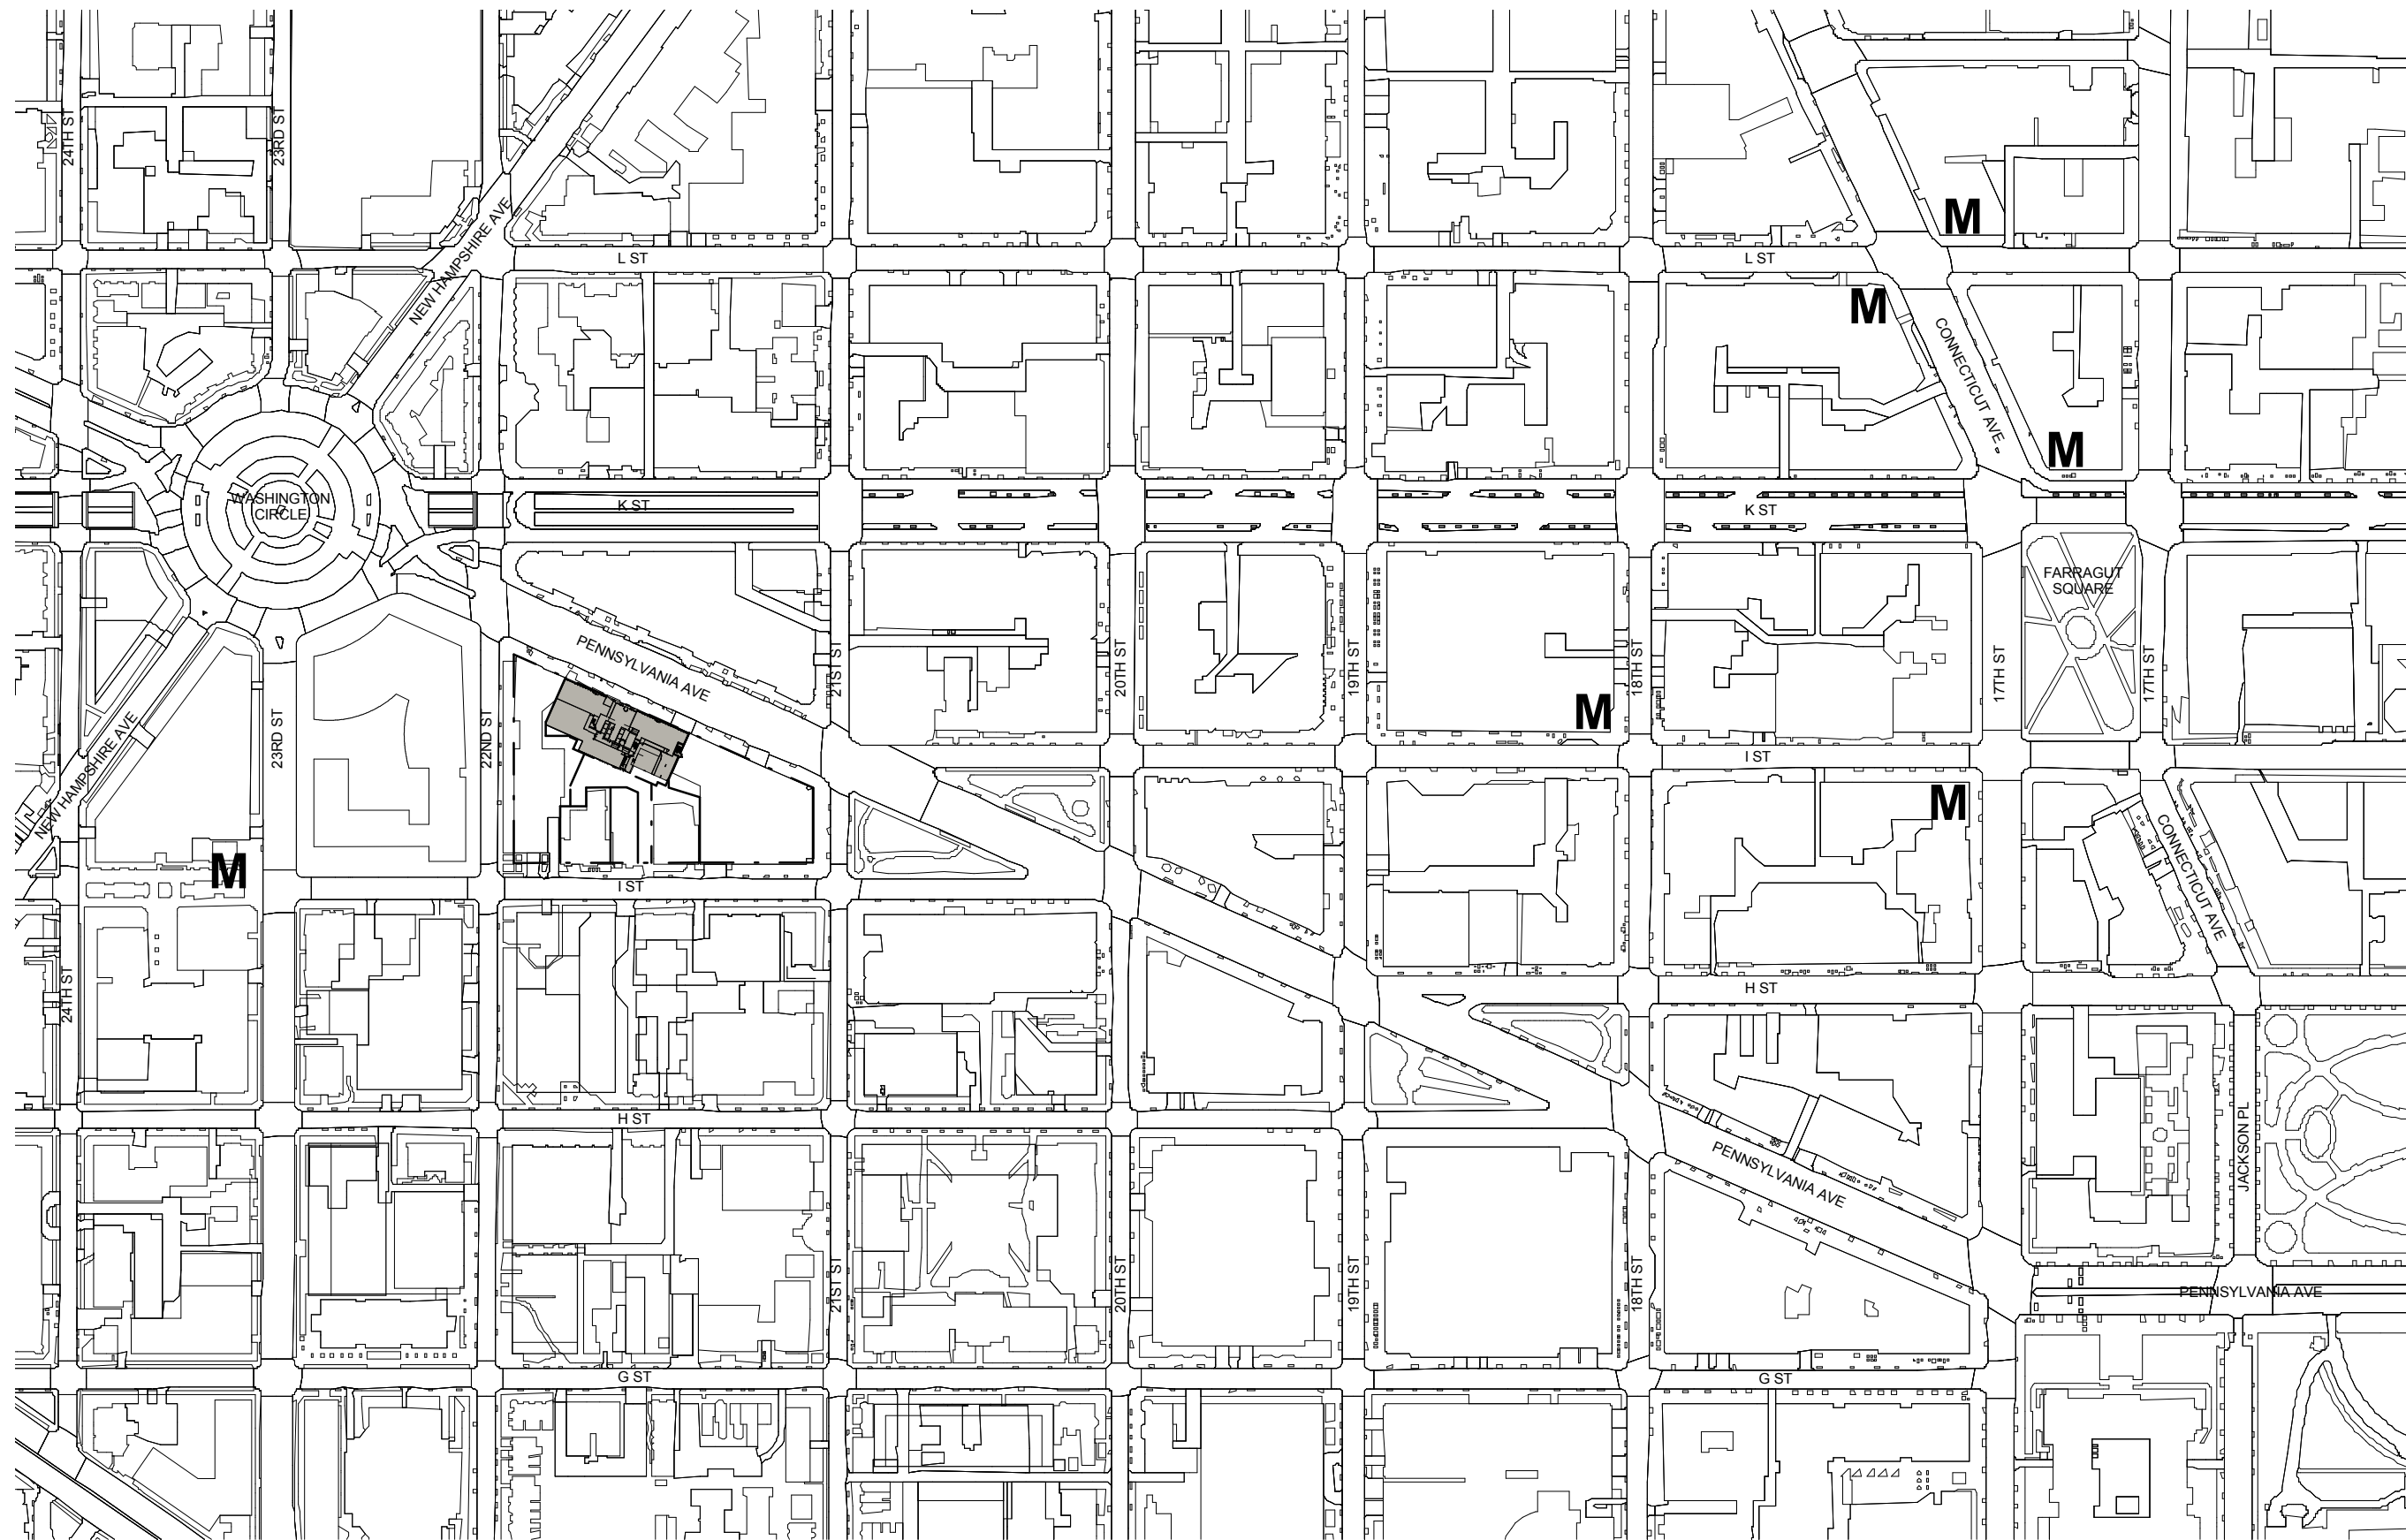 24TH ST
23RD ST
NEW HAMPSHIRE AVE
M
L ST
L ST
M
CONNECTICUT AVE
M
WASHINGTON
CIRCLE
K ST
K ST
FARRAGUT
SQUARE
PENNSYLVANIA AVE
21ST ST
20TH ST
19TH ST
18TH ST
17TH ST
17TH ST
M
NEW HAMPSHIRE AVE
23RD ST
22ND ST
I ST
M
M
I ST
CONNECTICUT AVE
24TH ST
H ST
H ST
PENNSYLVANIA AVE
JACKSON PL
21ST ST
20TH ST
19TH ST
18TH ST
PENNSYLVANIA AVE
G ST
G ST